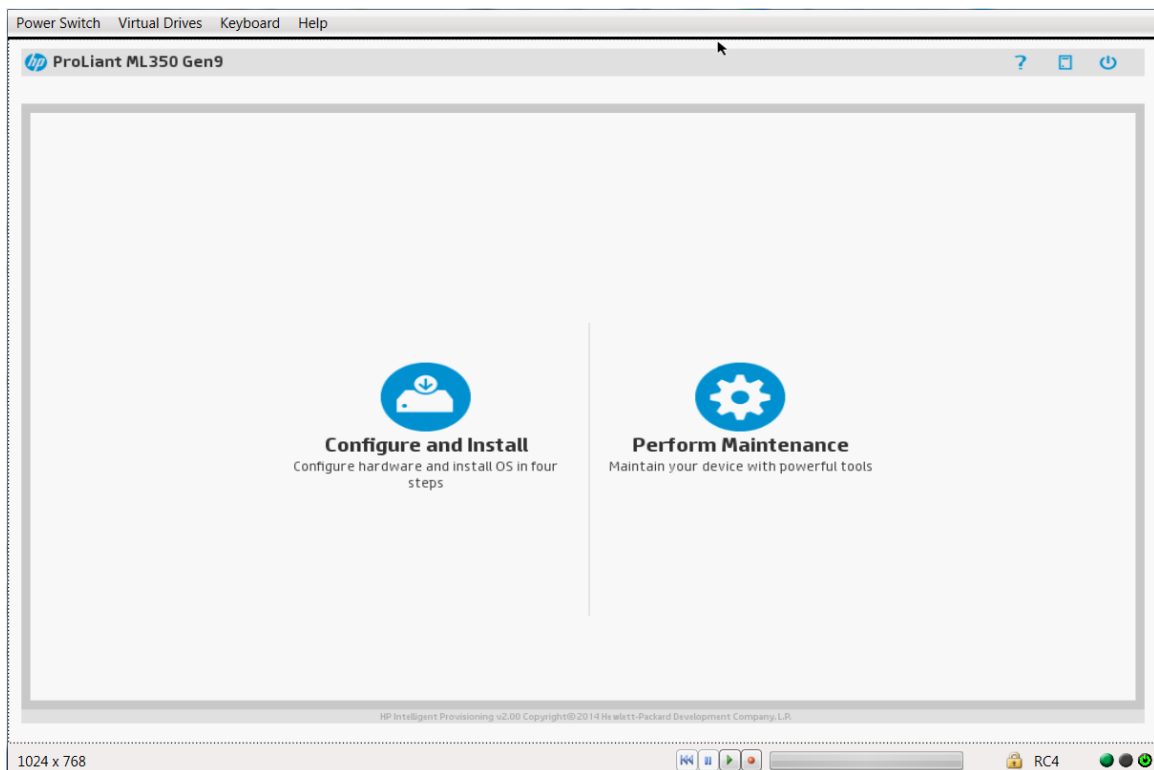 Power Switch Virtual Drives Keyboard Help
hp ProLiant ML350 Gen9 ?
Configure and Install
Configure hardware and install OS in four
steps
Perform Maintenance
Maintain your device with powerful tools
HP Intelligent Provisioning v2.00 Copyright©2014 Hewlett-Packard Development Company, L.P.
1024 x 768 RC4